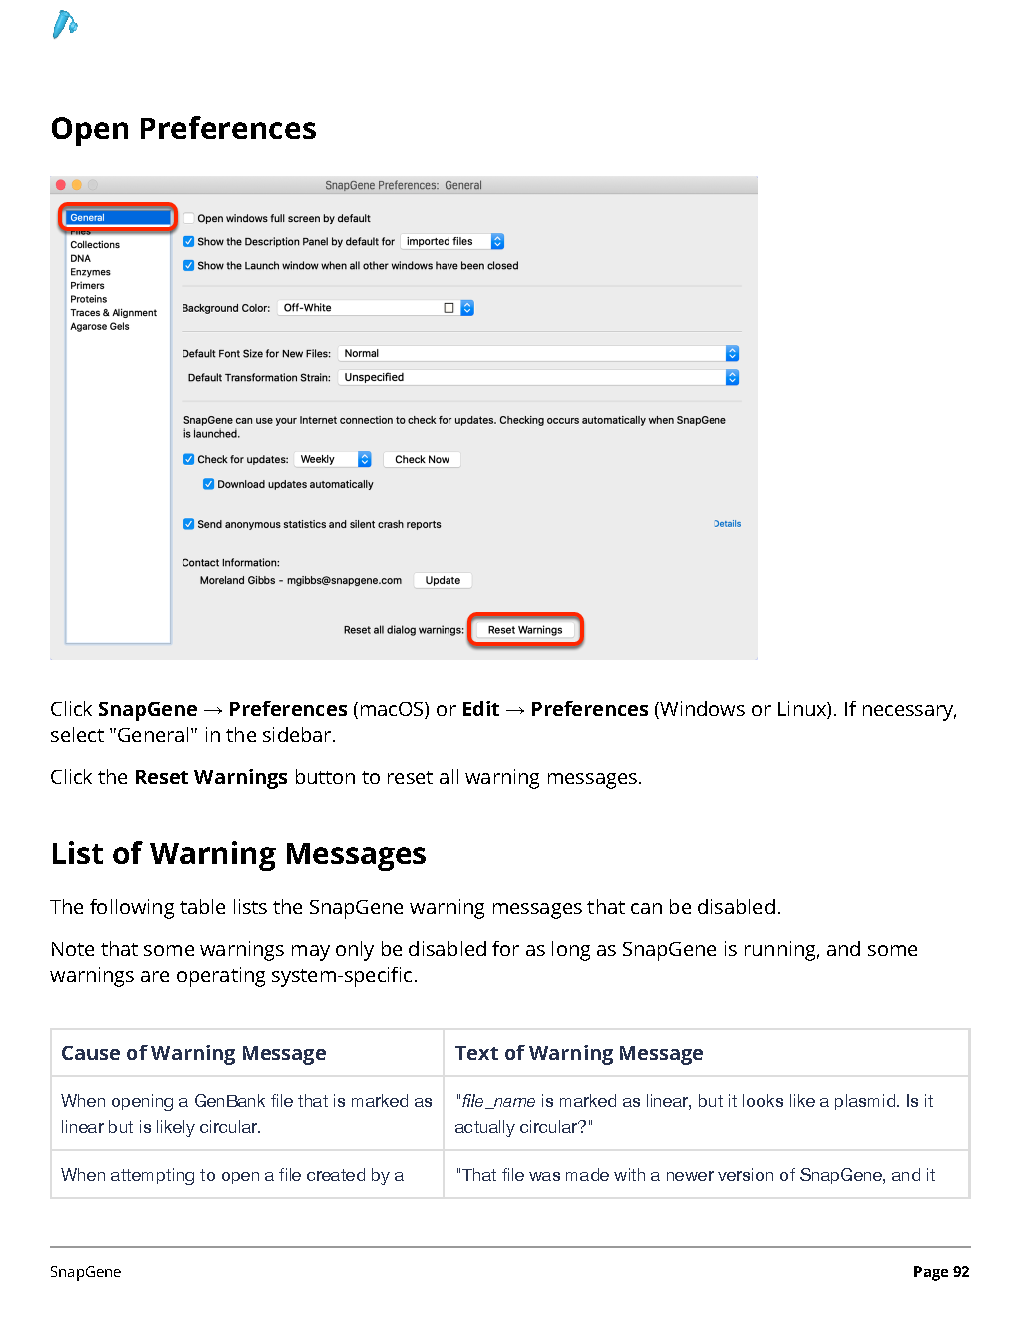 Open Preferences
SnapGene Preferences: General
General
Files
Collections
DNA
Enzymes
Primers
Proteins
Traces & Alignment
Agarose Gels
Open windows full screen by default
Show the Description Panel by default for imported files
Show the Launch window when all other windows have been closed
Background Color: Off-White
Default Font Size for New Files: Normal
Default Transformation Strain: Unspecified
SnapGene can use your Internet connection to check for updates. Checking occurs automatically when SnapGene
is launched.
Check for updates: Weekly Check Now
Download updates automatically
Send anonymous statistics and silent crash reports Details
Contact Information:
Moreland Gibbs - mgibbs@snapgene.com Update
Reset all dialog warnings: Reset Warnings
Click SnapGene → Preferences (macOS) or Edit → Preferences (Windows or Linux). If necessary,
select "General" in the sidebar.
Click the Reset Warnings button to reset all warning messages.
List of Warning Messages
The following table lists the SnapGene warning messages that can be disabled.
Note that some warnings may only be disabled for as long as SnapGene is running, and some
warnings are operating system-specific.
Cause of Warning Message
Text of Warning Message
When opening a GenBank file that is marked as
linear but is likely circular.
"file_name is marked as linear, but it looks like a plasmid. Is it
actually circular?"
When attempting to open a file created by a
"That file was made with a newer version of SnapGene, and it
SnapGene
Page 92